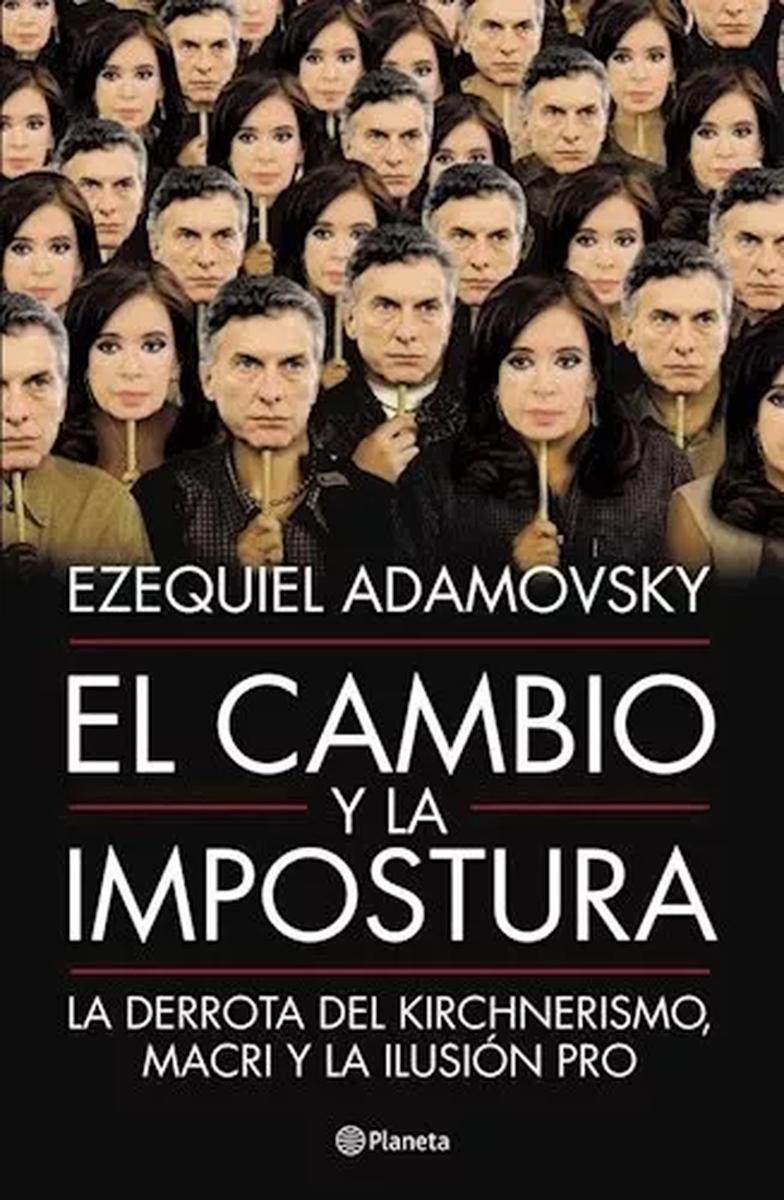 EZEQUIEL ADAMOVSKY
EL CAMBIO
Y LA
IMPOSTURA
LA DERROTA DEL KIRCHNERISMO,
MACRI Y LA ILUSIÓN PRO
Planeta